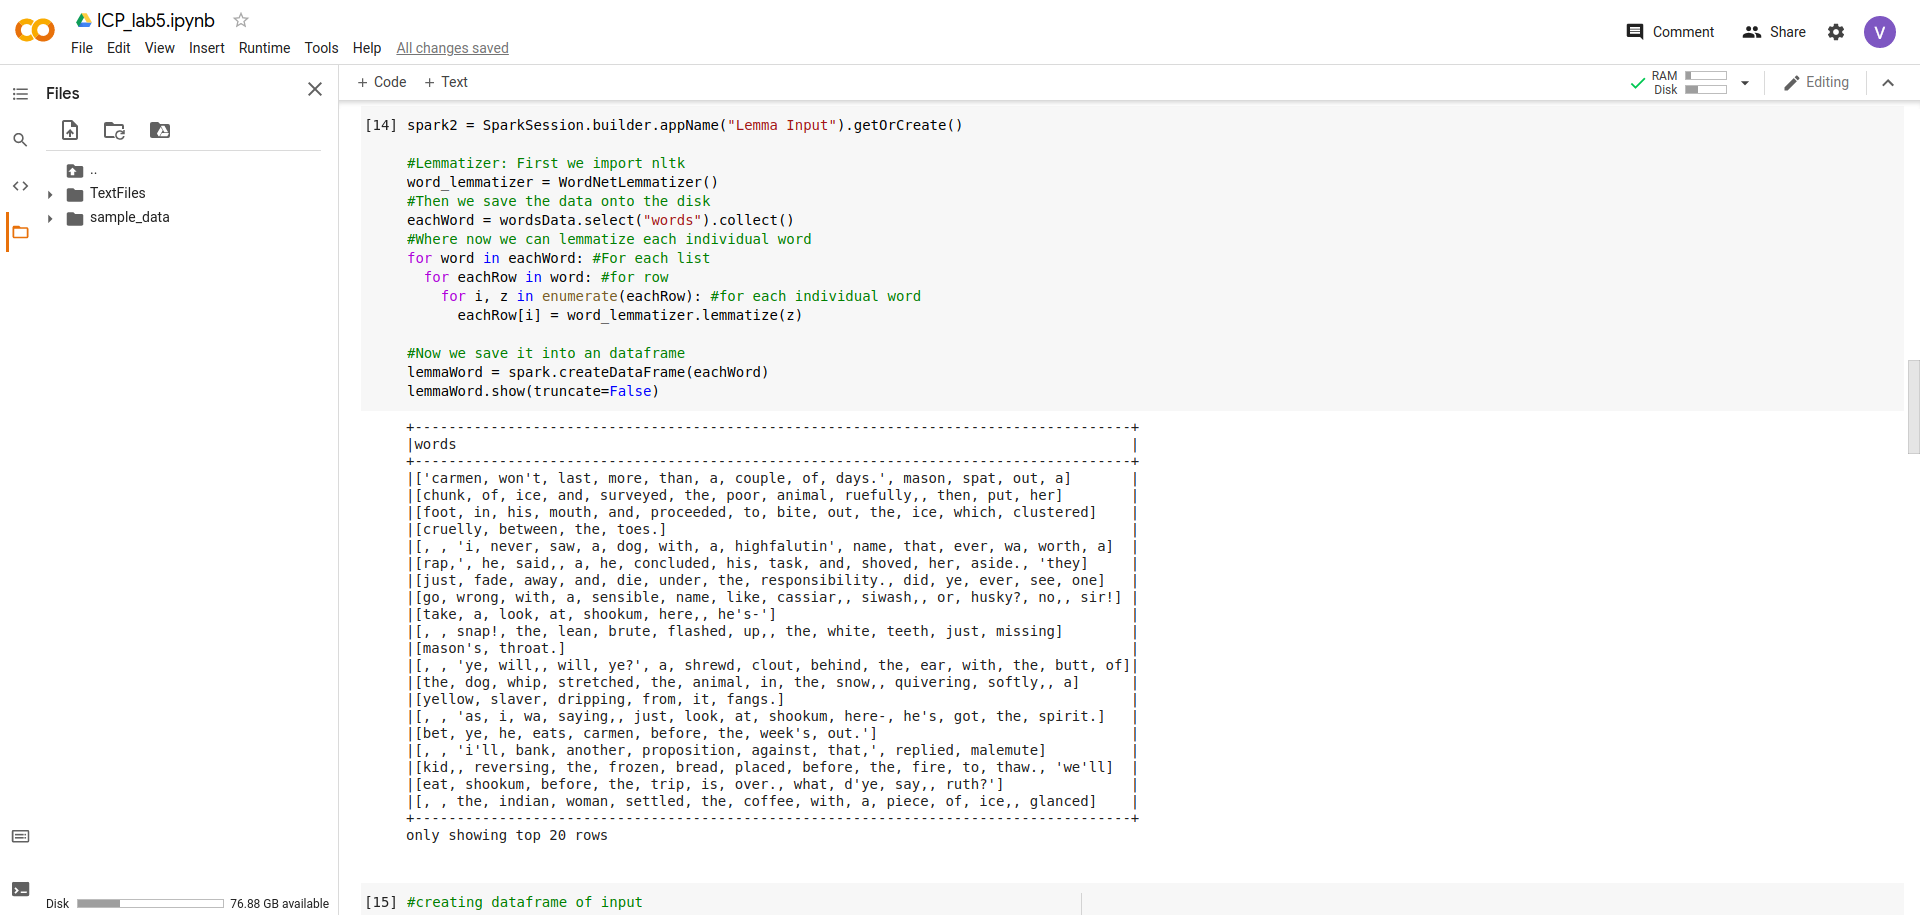 ICP_lab5.ipynb
File Edit View Insert Runtime Tools Help All changes saved
Comment Share V
Files
+ Code + Text
RAM
Disk
Editing
..
TextFiles
sample_data
[14] spark2 = SparkSession.builder.appName("Lemma Input").getOrCreate()
#Lemmatizer: First we import nltk
word_lemmatizer = WordNetLemmatizer()
#Then we save the data onto the disk
eachWord = wordsData.select("words").collect()
#Where now we can lemmatize each individual word
for word in eachWord: #For each list
  for eachRow in word: #for row
    for i, z in enumerate(eachRow): #for each individual word
      eachRow[i] = word_lemmatizer.lemmatize(z)
#Now we save it into an dataframe
lemmaWord = spark.createDataFrame(eachWord)
lemmaWord.show(truncate=False)
+-------------------------------------------------------------------------------------+
|words                                                                                |
+-------------------------------------------------------------------------------------+
|['carmen, won't, last, more, than, a, couple, of, days.', mason, spat, out, a]       |
|[chunk, of, ice, and, surveyed, the, poor, animal, ruefully,, then, put, her]        |
|[foot, in, his, mouth, and, proceeded, to, bite, out, the, ice, which, clustered]    |
|[cruelly, between, the, toes.]                                                       |
|[, , 'i, never, saw, a, dog, with, a, highfalutin', name, that, ever, wa, worth, a]  |
|[rap,', he, said,, a, he, concluded, his, task, and, shoved, her, aside., 'they]     |
|[just, fade, away, and, die, under, the, responsibility., did, ye, ever, see, one]   |
|[go, wrong, with, a, sensible, name, like, cassiar,, siwash,, or, husky?, no,, sir!] |
|[take, a, look, at, shookum, here,, he's-']                                          |
|[, , snap!, the, lean, brute, flashed, up,, the, white, teeth, just, missing]        |
|[mason's, throat.]                                                                   |
|[, , 'ye, will,, will, ye?', a, shrewd, clout, behind, the, ear, with, the, butt, of]|
|[the, dog, whip, stretched, the, animal, in, the, snow,, quivering, softly,, a]      |
|[yellow, slaver, dripping, from, it, fangs.]                                         |
|[, , 'as, i, wa, saying,, just, look, at, shookum, here-, he's, got, the, spirit.]   |
|[bet, ye, he, eats, carmen, before, the, week's, out.']                              |
|[, , 'i'll, bank, another, proposition, against, that,', replied, malemute]          |
|[kid,, reversing, the, frozen, bread, placed, before, the, fire, to, thaw., 'we'll]  |
|[eat, shookum, before, the, trip, is, over., what, d'ye, say,, ruth?']               |
|[, , the, indian, woman, settled, the, coffee, with, a, piece, of, ice,, glanced]    |
+-------------------------------------------------------------------------------------+
only showing top 20 rows
[15] #creating dataframe of input
Disk 76.88 GB available